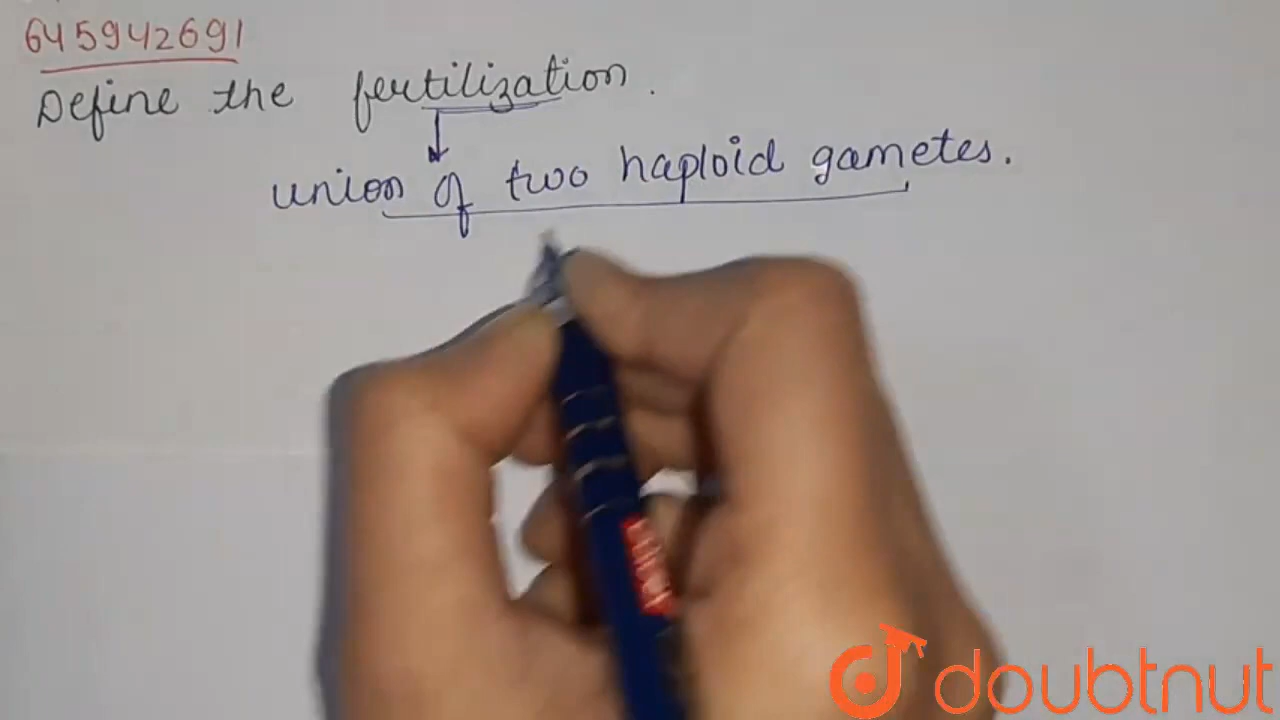 645942691
Define the fertilization.
union of two haploid gametes.
doubtnut